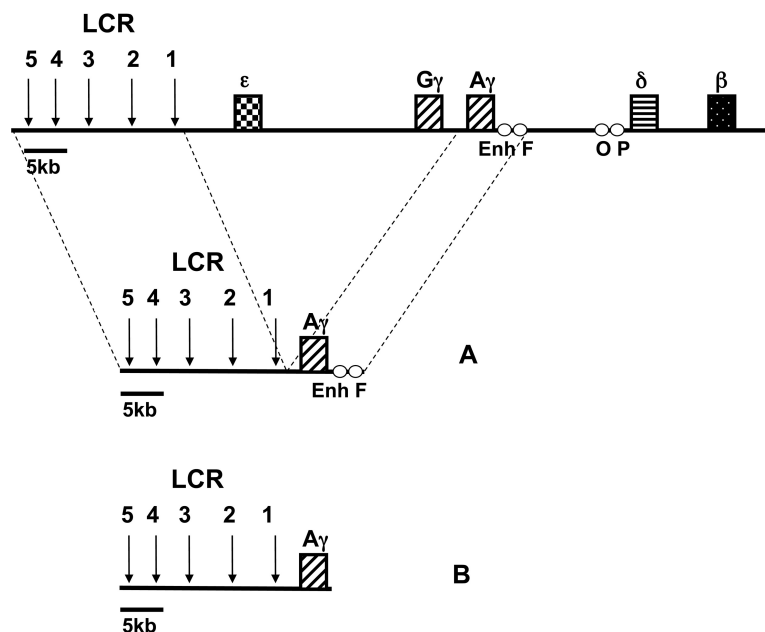 LCR
5 4 3 2 1
ε Gγ Aγ δ β
Enh F O P
5kb
LCR
5 4 3 2 1
Aγ
A
Enh F
5kb
LCR
5 4 3 2 1
Aγ
B
5kb